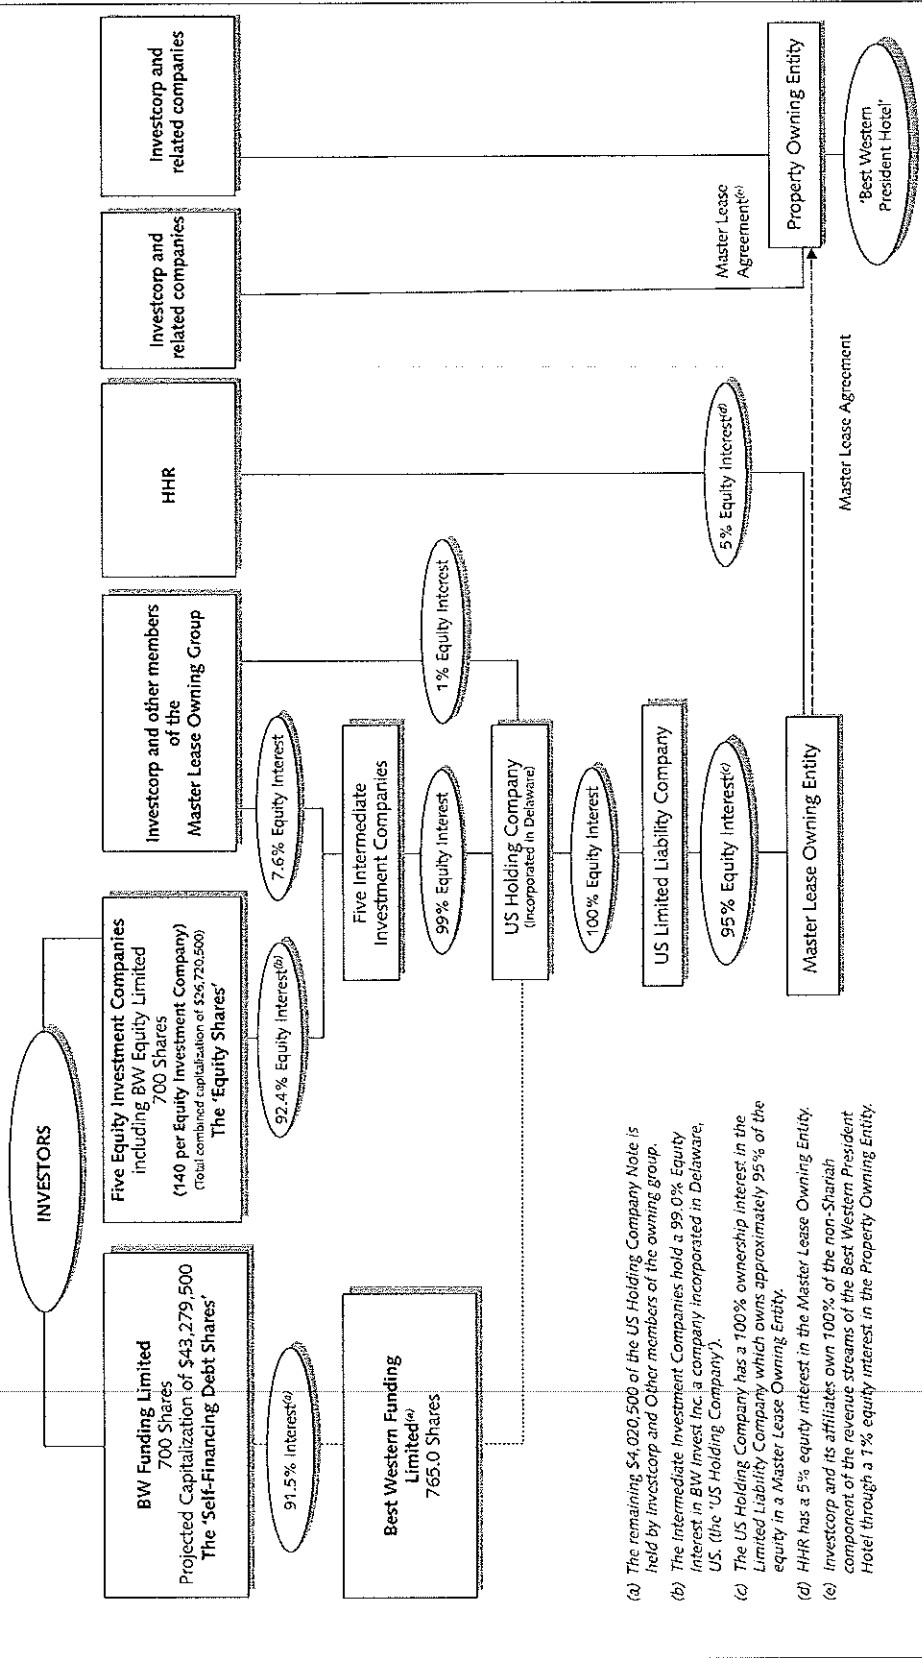 INVESTORS
BW Funding Limited
700 Shares
Projected Capitalization of $43,279,500
The 'Self-Financing Debt Shares'
Five Equity Investment Companies
including BW Equity Limited
700 Shares
(140 per Equity Investment Company)
(Total combined capitalization of $26,720,500)
The 'Equity Shares'
Investcorp and other members
of the
Master Lease Owning Group
HHR
Investcorp and
related companies
Investcorp and
related companies
91.5% Interest(a)
92.4% Equity Interest(b)
7.6% Equity Interest
Best Western Funding
Limited(a)
765.0 Shares
Five Intermediate
Investment Companies
99% Equity Interest
1% Equity Interest
US Holding Company
(Incorporated in Delaware)
100% Equity Interest
US Limited Liability Company
95% Equity Interest(c)
5% Equity Interest(d)
Master Lease
Agreement(e)
Master Lease Owning Entity
Master Lease Agreement
Property Owning Entity
'Best Western
President Hotel'
(a) The remaining $4,020,500 of the US Holding Company Note is
held by Investcorp and Other members of the owning group.
(b) The Intermediate Investment Companies hold a 99.0% Equity
Interest in BW Invest Inc. a company incorporated in Delaware,
US. (the 'US Holding Company').
(c) The US Holding Company has a 100% ownership interest in the
Limited Liability Company which owns approximately 95% of the
equity in a Master Lease Owning Entity.
(d) HHR has a 5% equity interest in the Master Lease Owning Entity.
(e) Investcorp and its affiliates own 100% of the non-Shariah
component of the revenue streams of the Best Western President
Hotel through a 1% equity interest in the Property Owning Entity.